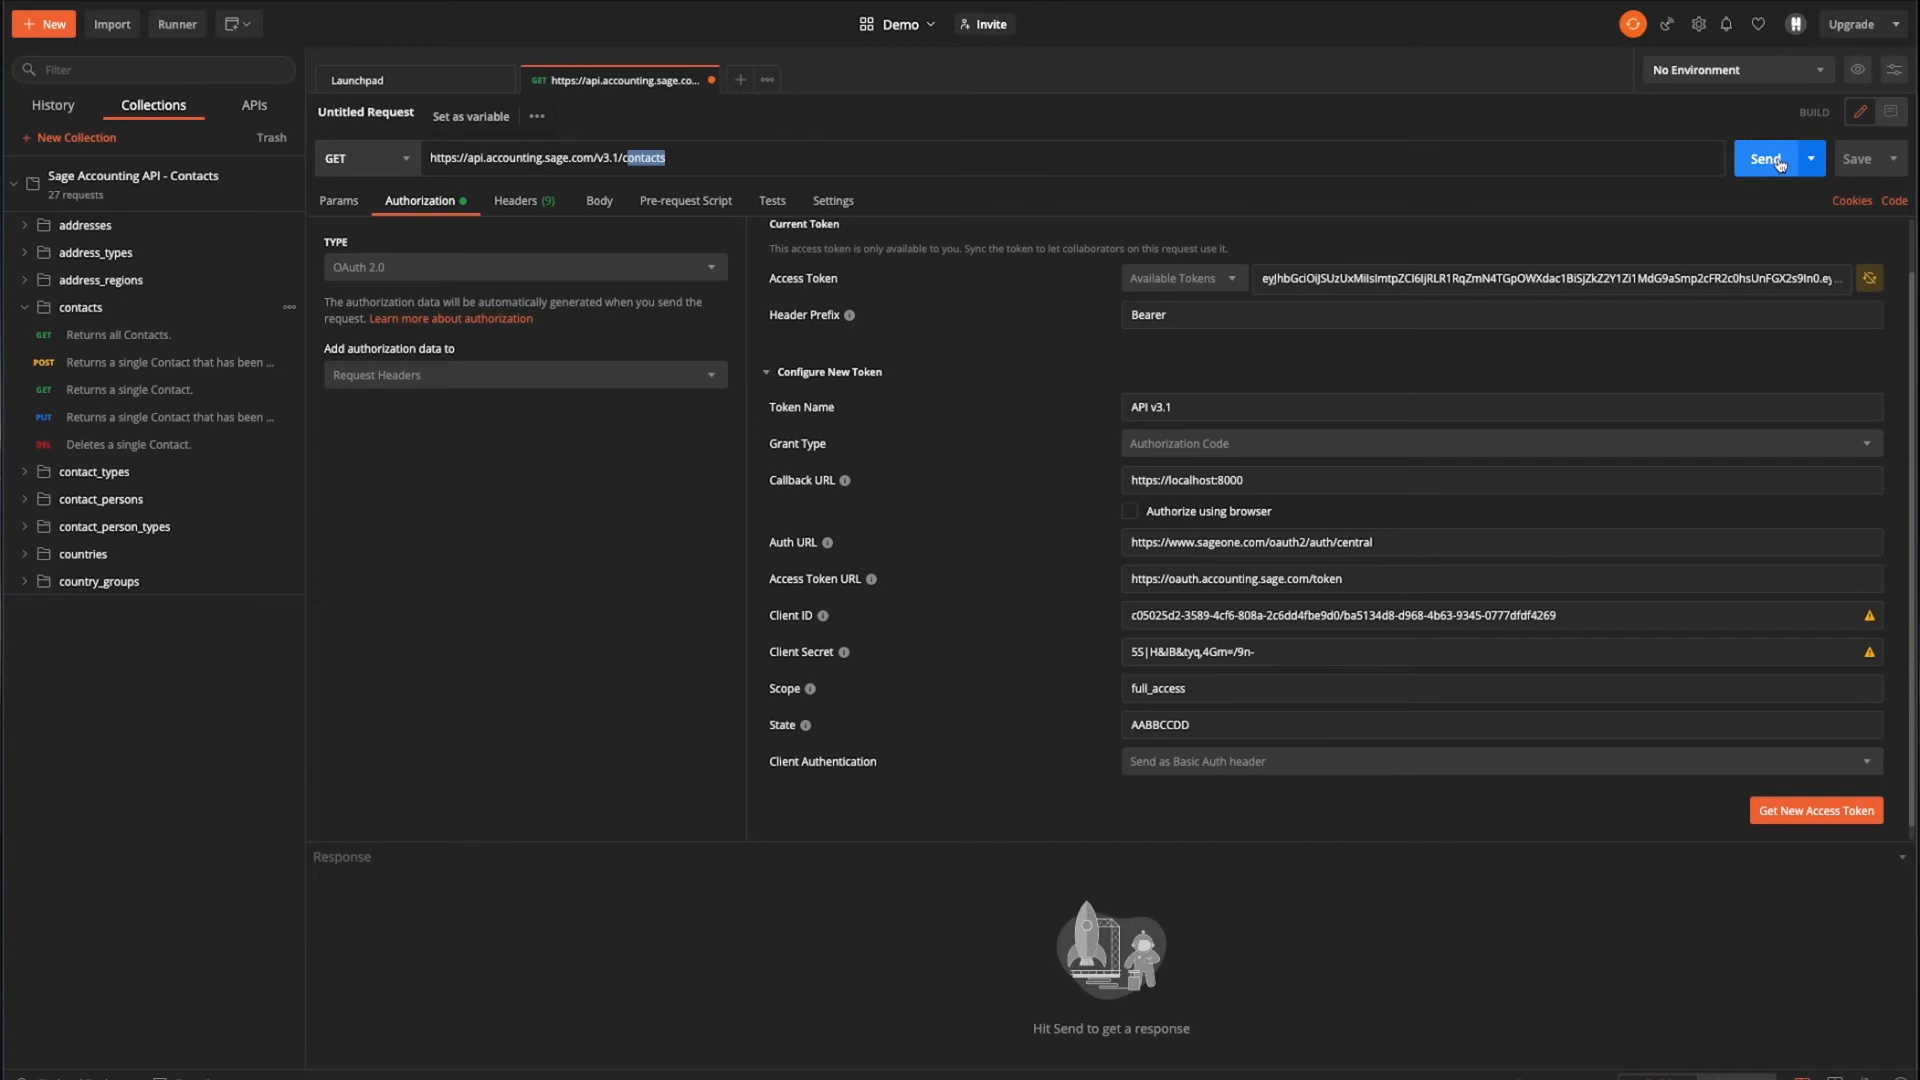 New
Import
Runner
Demo
Invite
Upgrade
Filter
History
Collections
APIs
+ New Collection
Trash
Sage Accounting API - Contacts
27 requests
addresses
address_types
address_regions
contacts
GET Returns all Contacts.
POST Returns a single Contact that has been ...
GET Returns a single Contact.
PUT Returns a single Contact that has been ...
DEL Deletes a single Contact.
contact_types
contact_persons
contact_person_types
countries
country_groups
Launchpad
GET https://api.accounting.sage.co...
No Environment
Untitled Request
Set as variable
BUILD
GET
https://api.accounting.sage.com/v3.1/contacts
Send
Save
Params
Authorization
Headers (9)
Body
Pre-request Script
Tests
Settings
Cookies
Code
TYPE
OAuth 2.0
The authorization data will be automatically generated when you send the
request. Learn more about authorization
Add authorization data to
Request Headers
Current Token
This access token is only available to you. Sync the token to let collaborators on this request use it.
Access Token
Available Tokens
Header Prefix
Bearer
Configure New Token
Token Name
API v3.1
Grant Type
Authorization Code
Callback URL
https://localhost:8000
Authorize using browser
Auth URL
https://www.sageone.com/oauth2/auth/central
Access Token URL
https://oauth.accounting.sage.com/token
Client ID
c05025d2-3589-4cf6-808a-2c6dd4fbe9d0/ba5134d8-d968-4b63-9345-0777dfdf4269
Client Secret
Scope
full_access
State
AABBCCDD
Client Authentication
Send as Basic Auth header
Get New Access Token
Response
Hit Send to get a response